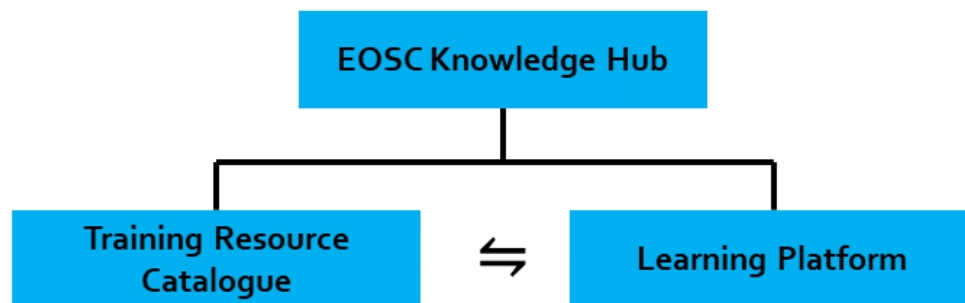 EOSC Knowledge Hub
Training Resource
Catalogue
⇋
Learning Platform